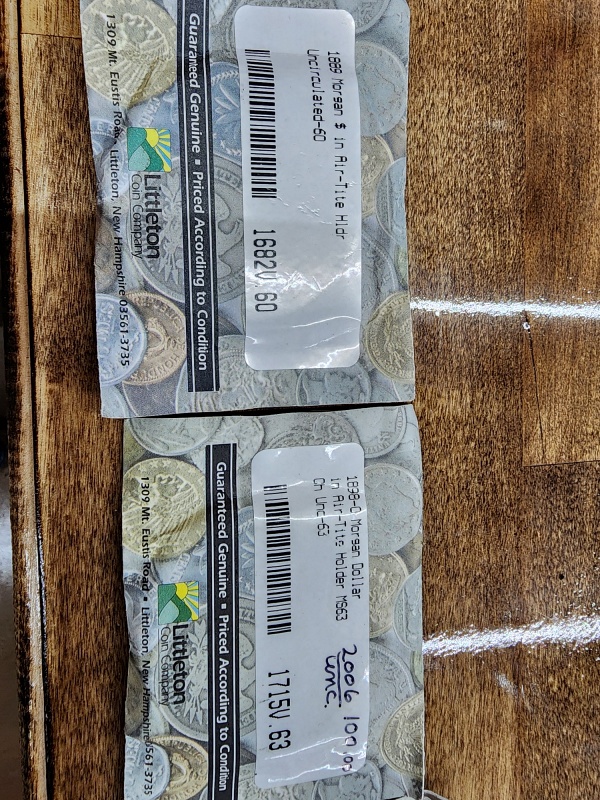 1889 Morgan $ in Air-Tite Hldr
Uncirculated-60
1682V.60
Guaranteed Genuine ▪ Priced According to Condition
Littleton
Coin Company
1309 Mt. Eustis Road • Littleton, New Hampshire 03561-3735
1898-O Morgan Dollar
in Air-Tite Holder MS63
Ch Unc-63
2006
unc.
1715V.63
Guaranteed Genuine ▪ Priced According to Condition
Littleton
Coin Company
1309 Mt. Eustis Road • Littleton, New Hampshire 03561-3735